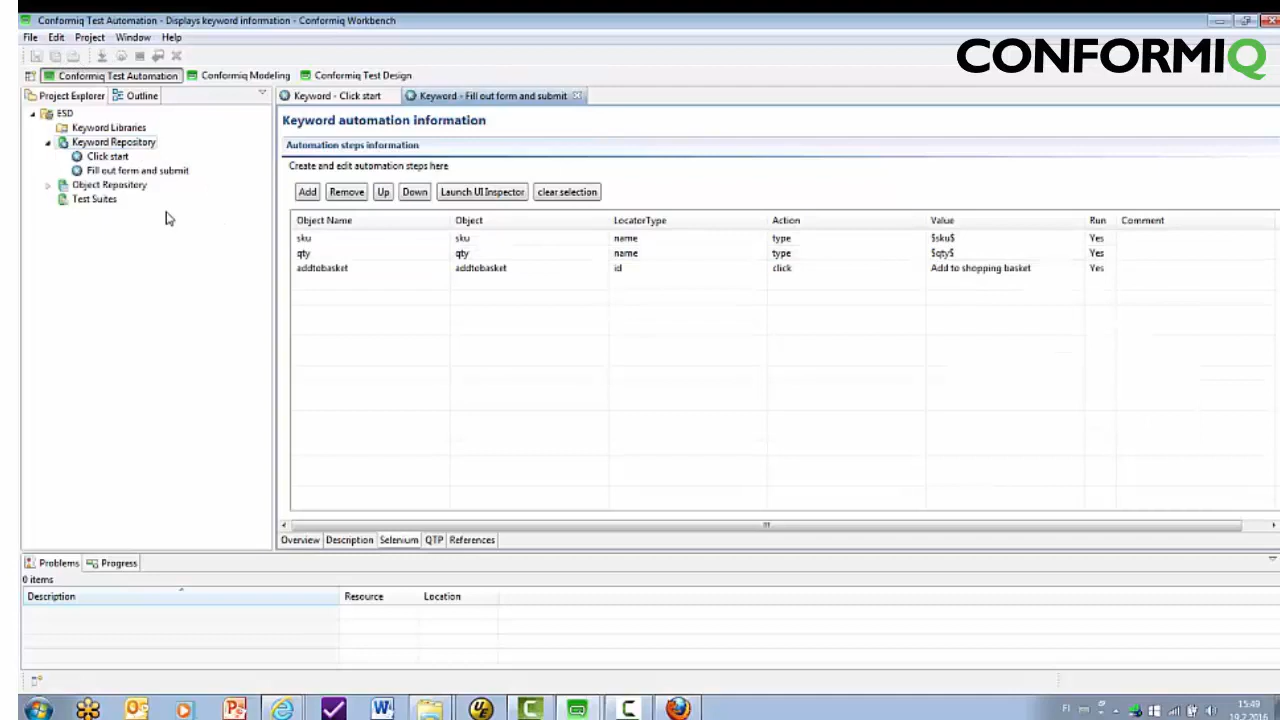 Conformiq Test Automation - Displays keyword information - Conformiq Workbench
File Edit Project Window Help
CONFORMIQ
Conformiq Test Automation Conformiq Modeling Conformiq Test Design
Project Explorer Outline
Keyword - Click start Keyword - Fill out form and submit
ESD
Keyword Libraries
Keyword Repository
Click start
Fill out form and submit
Object Repository
Test Suites
Keyword automation information
Automation steps information
Create and edit automation steps here
Add Remove Up Down Launch UI Inspector clear selection
Object Name Object LocatorType Action Value Run Comment
sku sku name type $sku$ Yes
qty qty name type $qty$ Yes
addtobasket addtobasket id click Add to shopping basket Yes
Overview Description Selenium QTP References
Problems Progress
0 items
Description Resource Location
FI
15:49
19.2.2014